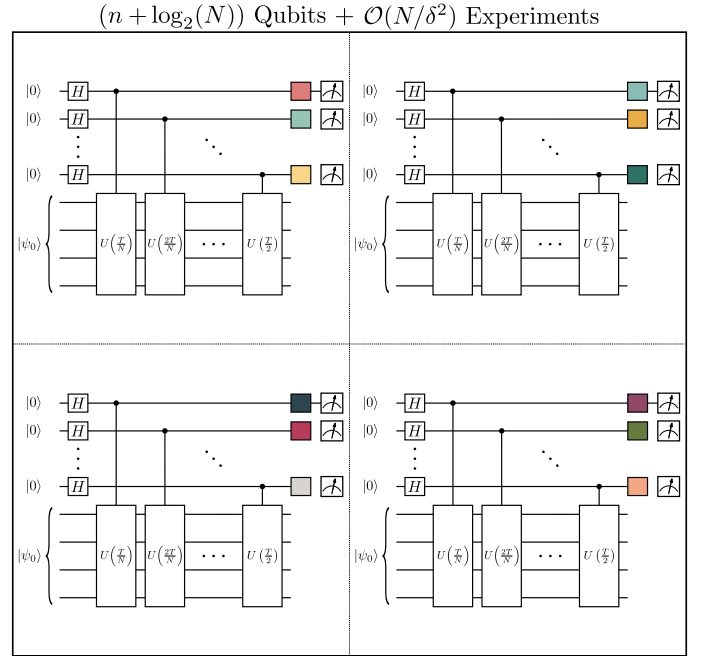 (n + log₂(N)) Qubits + 𝒪(N/δ²) Experiments
|0⟩ H |0⟩ H
|0⟩ H |0⟩ H
⋮ ⋱ ⋮ ⋱
|0⟩ H |0⟩ H
|ψ₀⟩ U(T/N) U(2T/N) ··· U(T/2) |ψ₀⟩ U(T/N) U(2T/N) ··· U(T/2)
|0⟩ H |0⟩ H
|0⟩ H |0⟩ H
⋮ ⋱ ⋮ ⋱
|0⟩ H |0⟩ H
|ψ₀⟩ U(T/N) U(2T/N) ··· U(T/2) |ψ₀⟩ U(T/N) U(2T/N) ··· U(T/2)